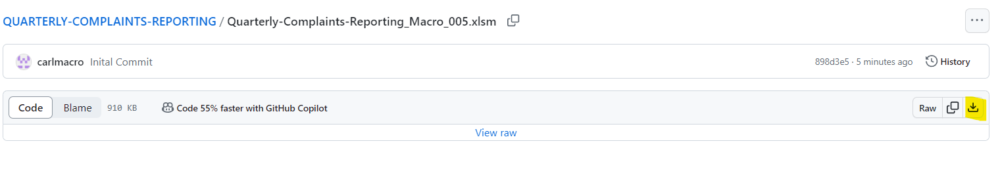 QUARTERLY-COMPLAINTS-REPORTING / Quarterly-Complaints-Reporting_Macro_005.xlsm
carlmacro Inital Commit 898d3e5 · 5 minutes ago History
Code Blame 910 KB Code 55% faster with GitHub Copilot Raw
View raw